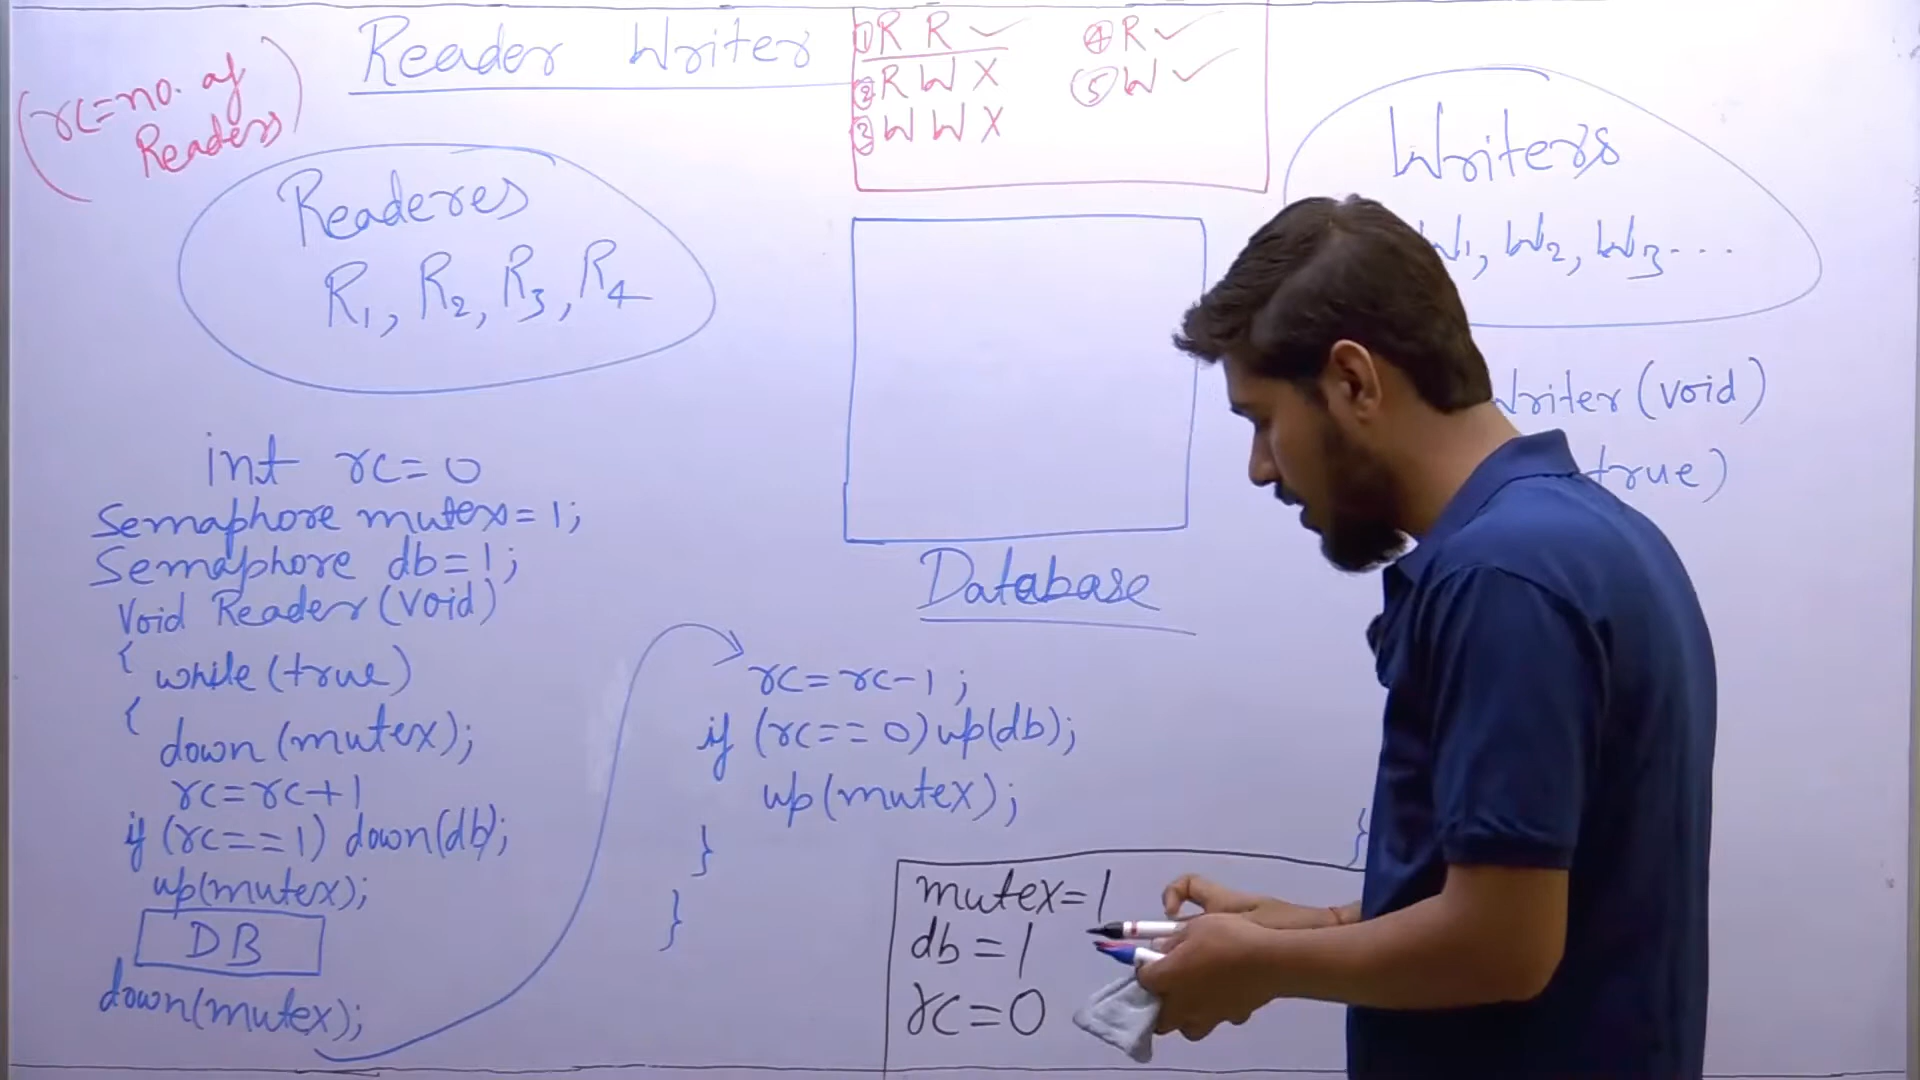 Reader Writer
(rc=no. of
Readers)
① R R ✓
② R W X
③ W W X
④ R ✓
⑤ W ✓
Readeres
R1, R2, R3, R4
Writers
W1, W2, W3....
int rc=0
Semaphore mutex=1;
Semaphore db=1;
Void Reader(void)
{ while(true)
{
down(mutex);
rc=rc+1
if (rc==1) down(db);
up(mutex);
DB
down(mutex);
Database
rc=rc-1;
if (rc==0) up(db);
up(mutex);
}
}
Writer(void)
true)
}
mutex=1
db=1
rc=0